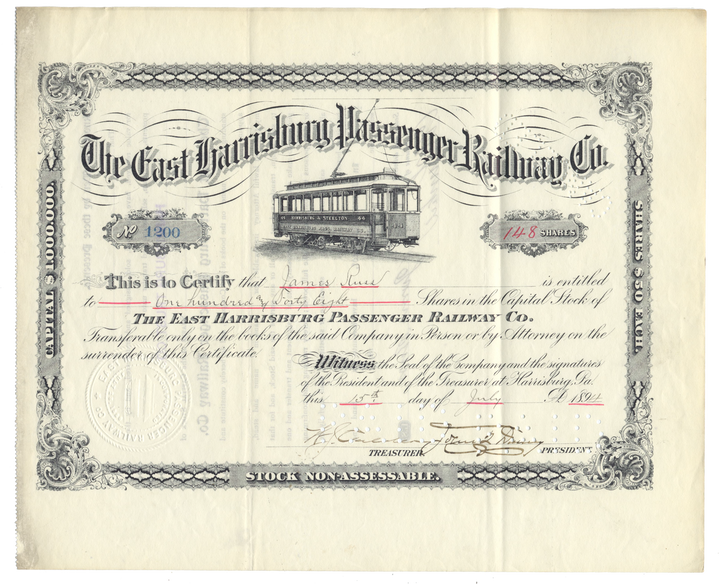 The East Harrisburg Passenger Railway Co.
HARRISBURG & STEELTON
No 1200
148 SHARES
This is to Certify that James Russ is entitled
to One hundred & Forty Eight Shares in the Capital Stock of
THE EAST HARRISBURG PASSENGER RAILWAY CO.
Transferable only on the books of the said Company in Person or by Attorney on the
surrender of this Certificate.
Witness the Seal of the Company and the signatures
of the President and of the Treasurer at Harrisburg, Pa.
this 15th day of July A 1894
TREASURER
PRESIDENT
CAPITAL $1,000,000.
SHARES $50 EACH.
STOCK NON-ASSESSABLE.